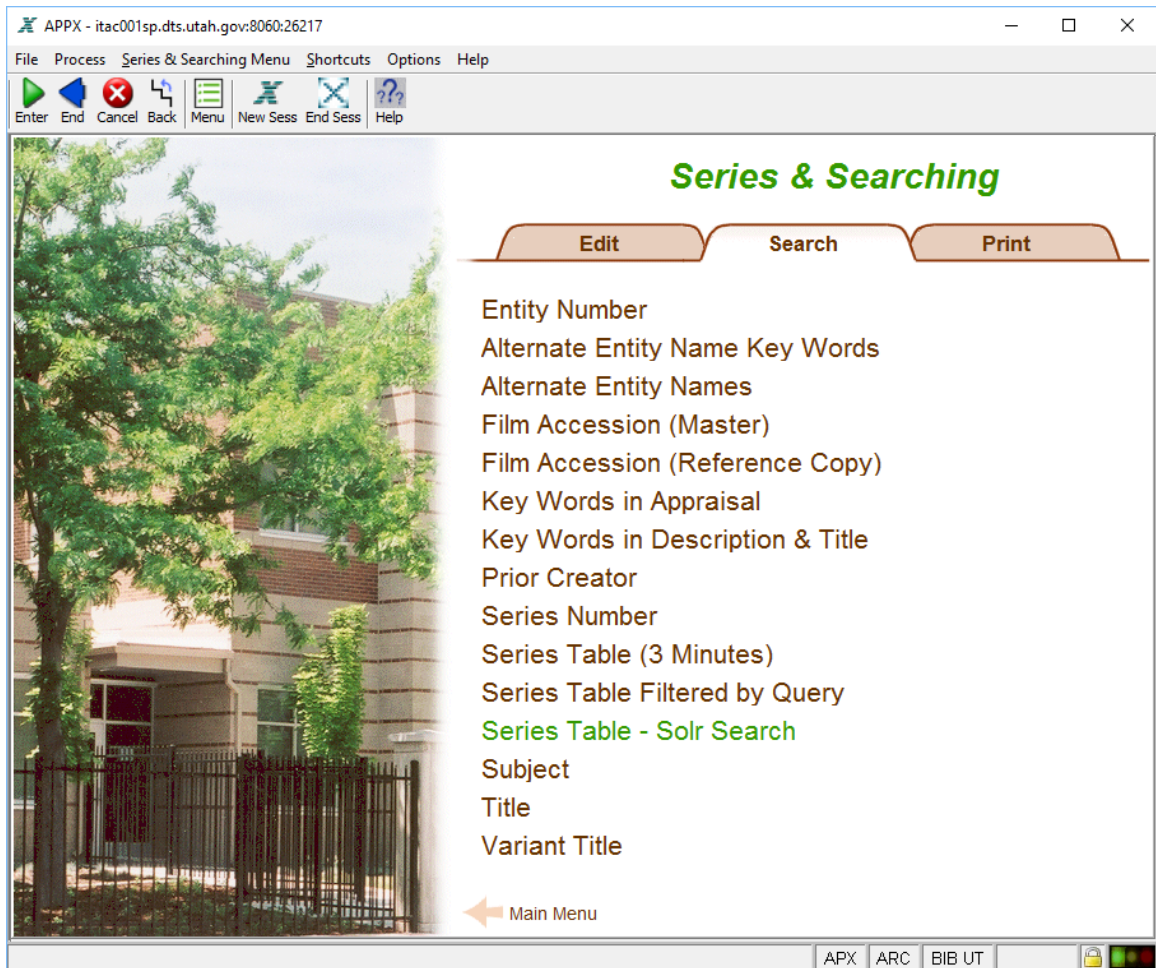 APPX - itac001sp.dts.utah.gov:8060:26217
File Process Series & Searching Menu Shortcuts Options Help
Enter End Cancel Back Menu New Sess End Sess Help
Series & Searching
Edit Search Print
Entity Number
Alternate Entity Name Key Words
Alternate Entity Names
Film Accession (Master)
Film Accession (Reference Copy)
Key Words in Appraisal
Key Words in Description & Title
Prior Creator
Series Number
Series Table (3 Minutes)
Series Table Filtered by Query
Series Table - Solr Search
Subject
Title
Variant Title
Main Menu
APX ARC BIB UT